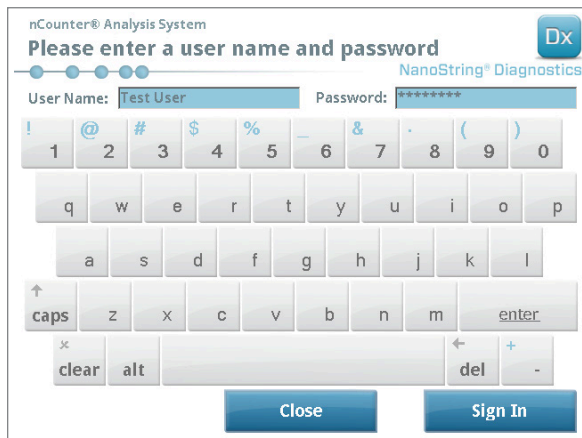 nCounter® Analysis System
Please enter a user name and password
Dx
NanoString® Diagnostics
User Name: Test User Password: ********
! @ # $ % _ & . ( )
1 2 3 4 5 6 7 8 9 0
q w e r t y u i o p
a s d f g h j k l
caps z x c v b n m enter
x +
clear alt del -
Close Sign In